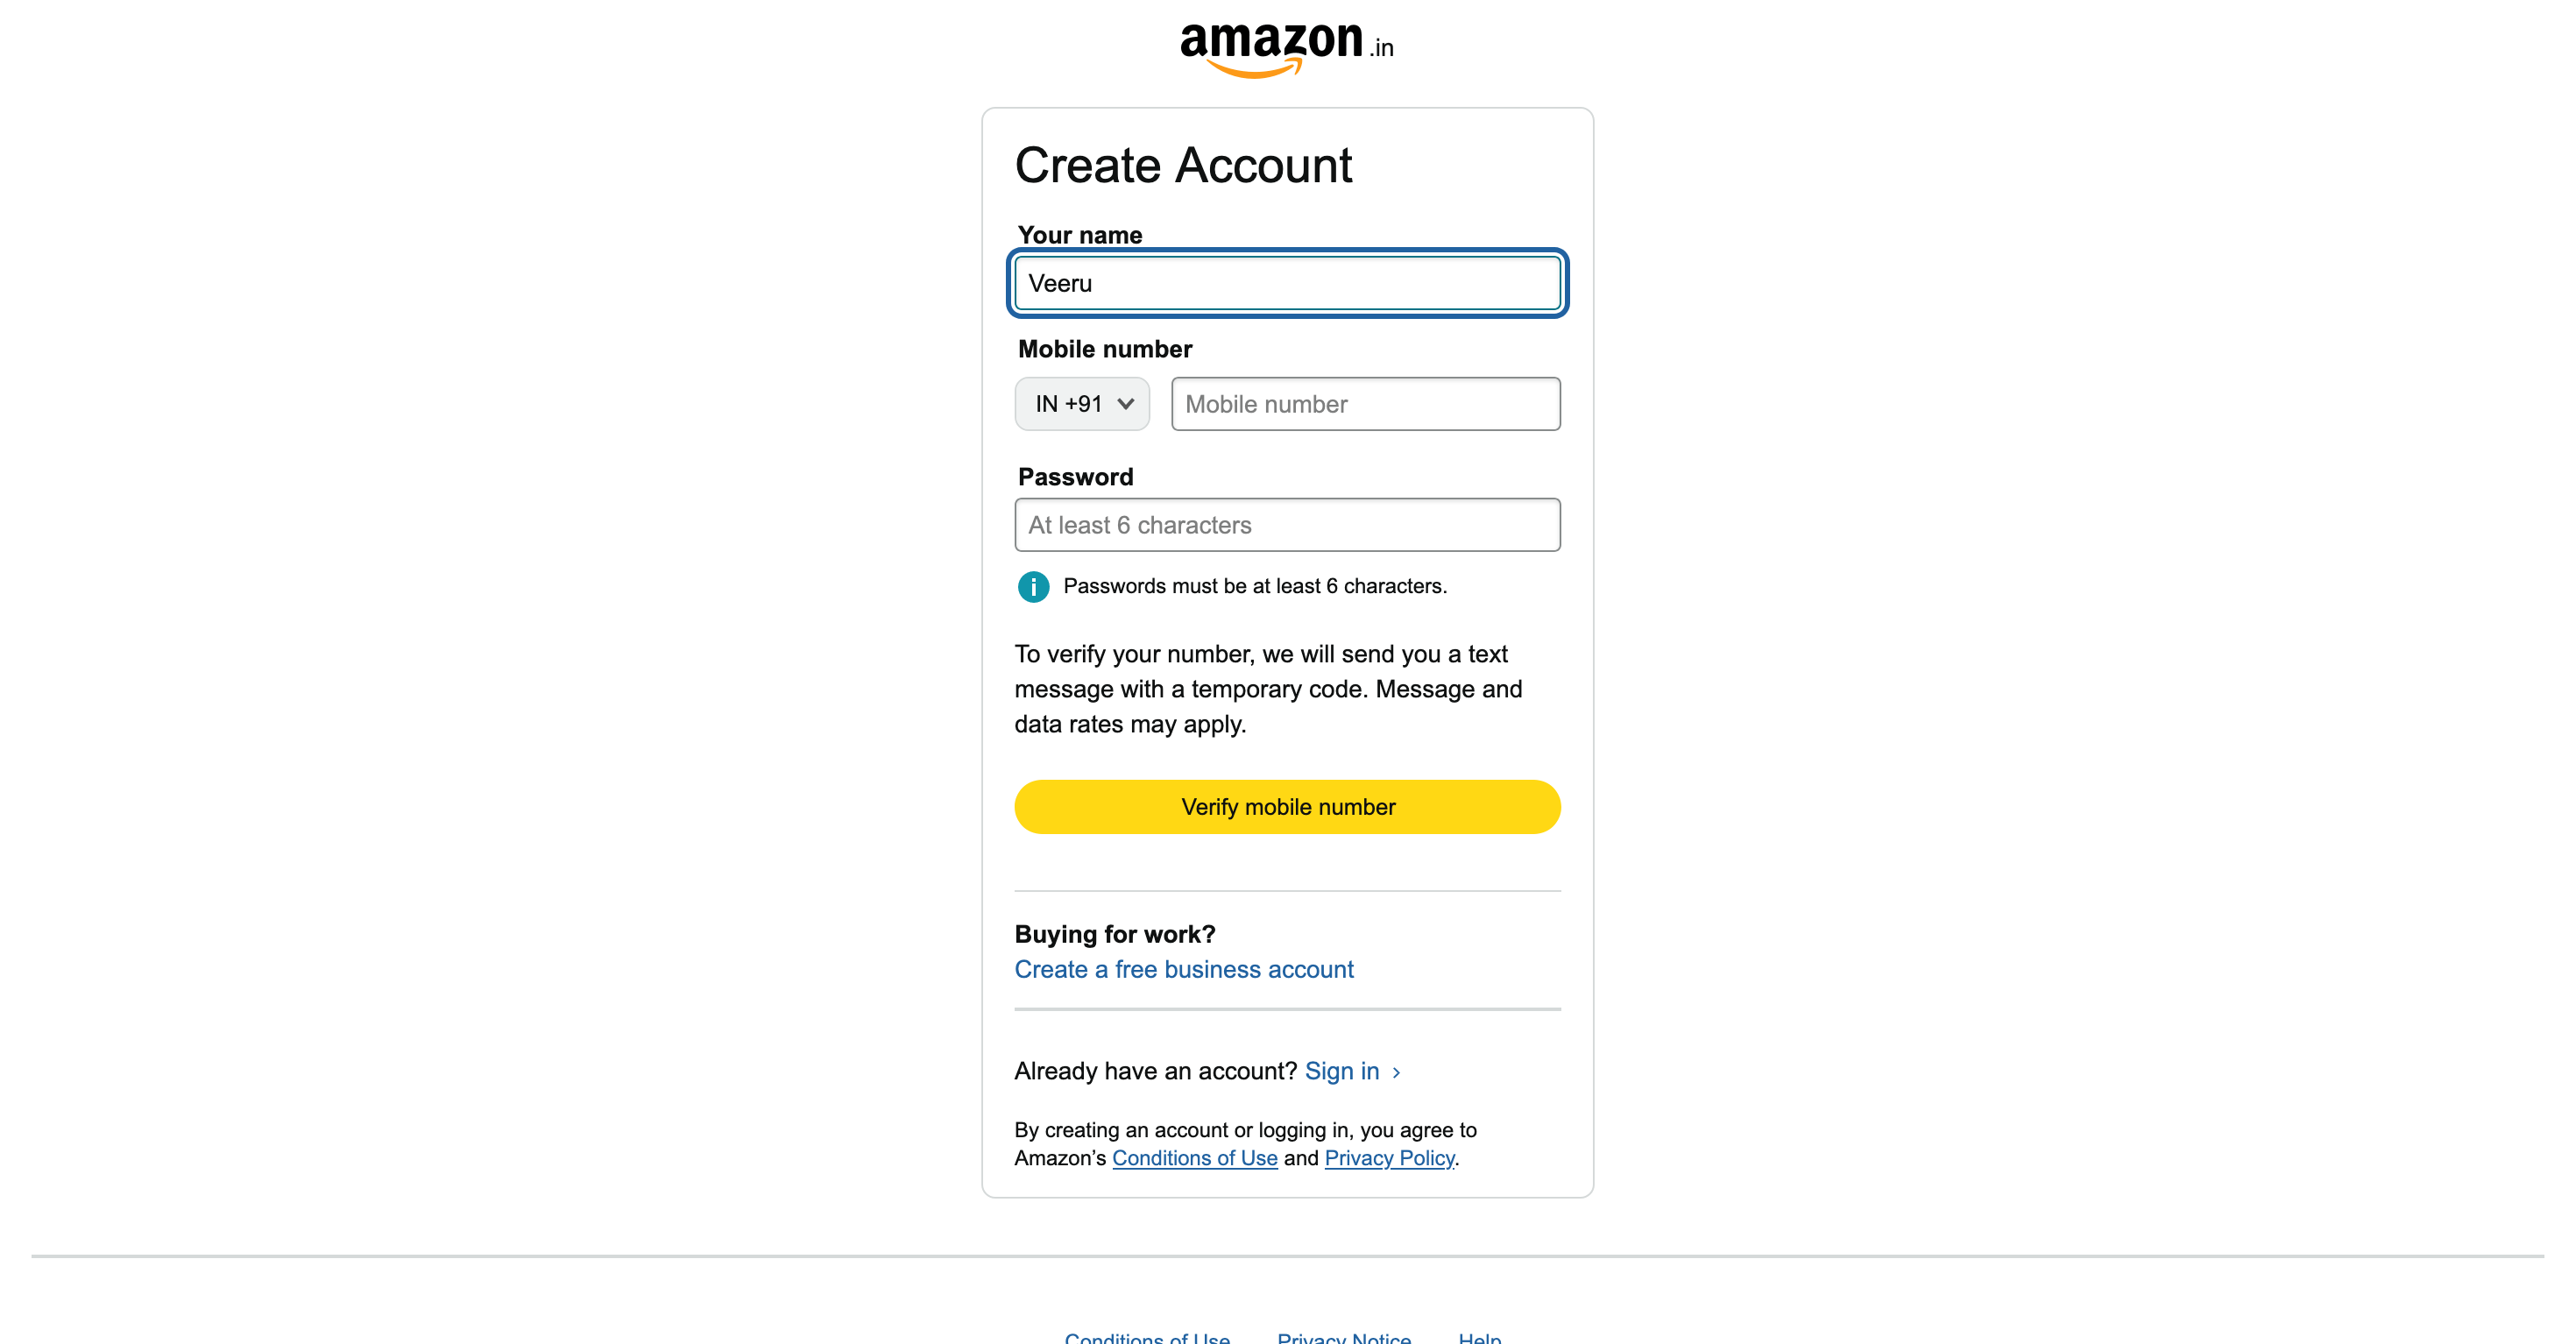 amazon.in
Create Account
Your name
Veeru
Mobile number
IN +91 Mobile number
Password
At least 6 characters
i Passwords must be at least 6 characters.
To verify your number, we will send you a text
message with a temporary code. Message and
data rates may apply.
Verify mobile number
Buying for work?
Create a free business account
Already have an account? Sign in ›
By creating an account or logging in, you agree to
Amazon’s Conditions of Use and Privacy Policy.
Conditions of Use Privacy Notice Help